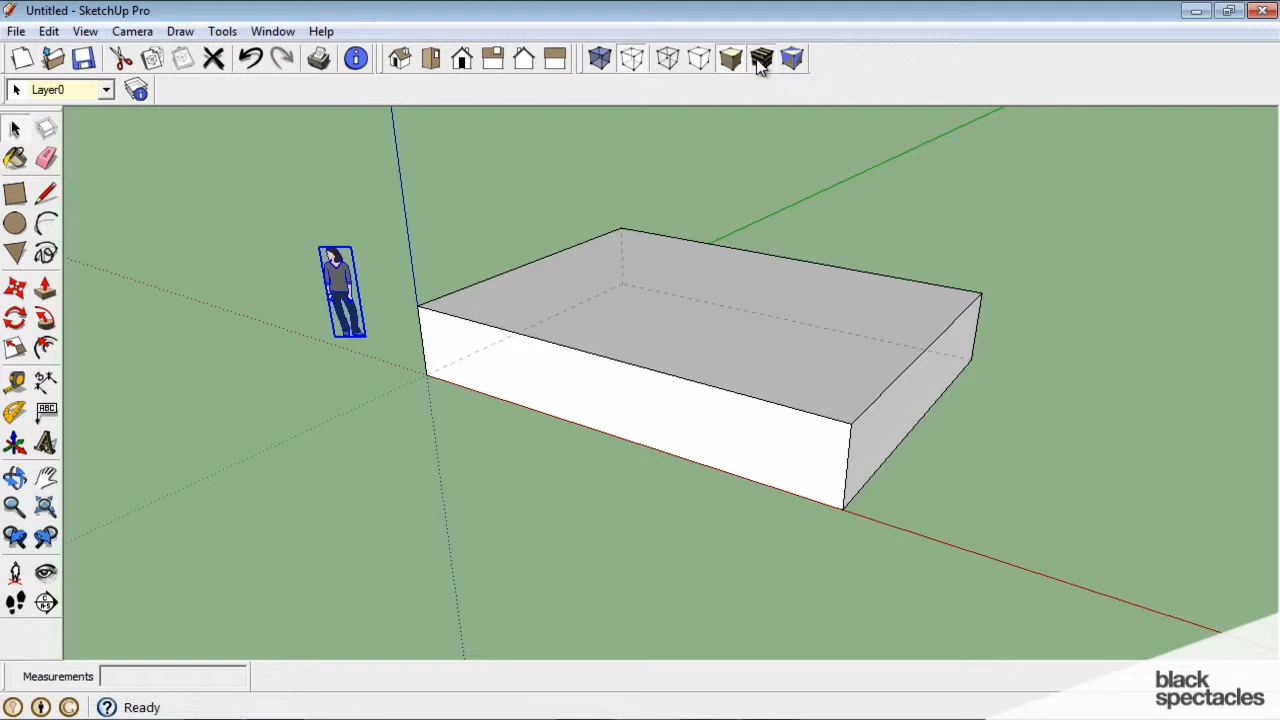 Untitled - SketchUp Pro
File Edit View Camera Draw Tools Window Help
Layer0
ABC
A
Measurements
Ready
black
spectacles